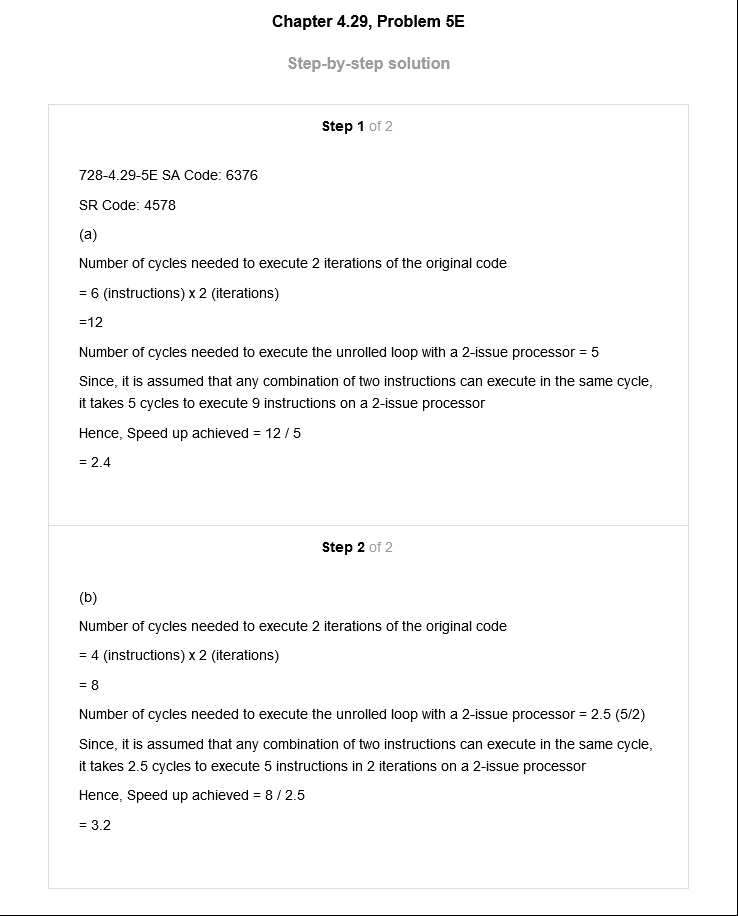 Chapter 4.29, Problem 5E
Step-by-step solution
Step 1 of 2
728-4.29-5E SA Code: 6376
SR Code: 4578
(a)
Number of cycles needed to execute 2 iterations of the original code
= 6 (instructions) x 2 (iterations)
=12
Number of cycles needed to execute the unrolled loop with a 2-issue processor = 5
Since, it is assumed that any combination of two instructions can execute in the same cycle,
it takes 5 cycles to execute 9 instructions on a 2-issue processor
Hence, Speed up achieved = 12 / 5
= 2.4
Step 2 of 2
(b)
Number of cycles needed to execute 2 iterations of the original code
= 4 (instructions) x 2 (iterations)
= 8
Number of cycles needed to execute the unrolled loop with a 2-issue processor = 2.5 (5/2)
Since, it is assumed that any combination of two instructions can execute in the same cycle,
it takes 2.5 cycles to execute 5 instructions in 2 iterations on a 2-issue processor
Hence, Speed up achieved = 8 / 2.5
= 3.2